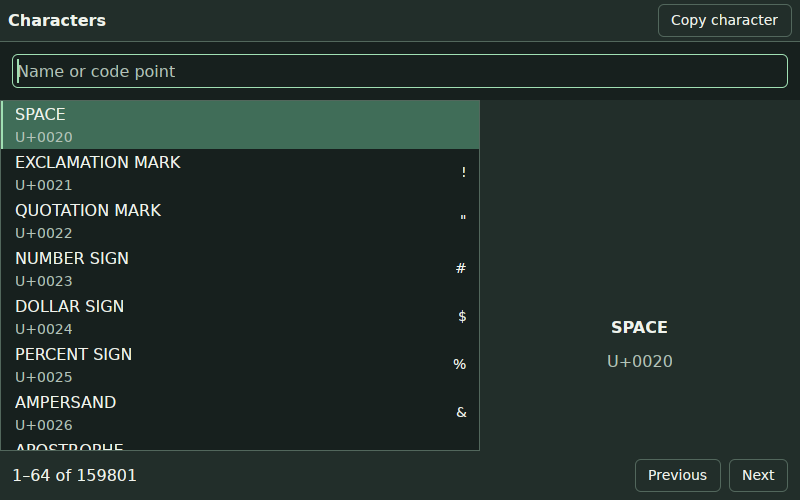 Characters
Copy character
Name or code point
SPACE
U+0020
EXCLAMATION MARK
U+0021
!
QUOTATION MARK
U+0022
"
NUMBER SIGN
U+0023
#
DOLLAR SIGN
U+0024
$
PERCENT SIGN
U+0025
%
AMPERSAND
U+0026
&
APOSTROPHE
SPACE
U+0020
1–64 of 159801
Previous
Next